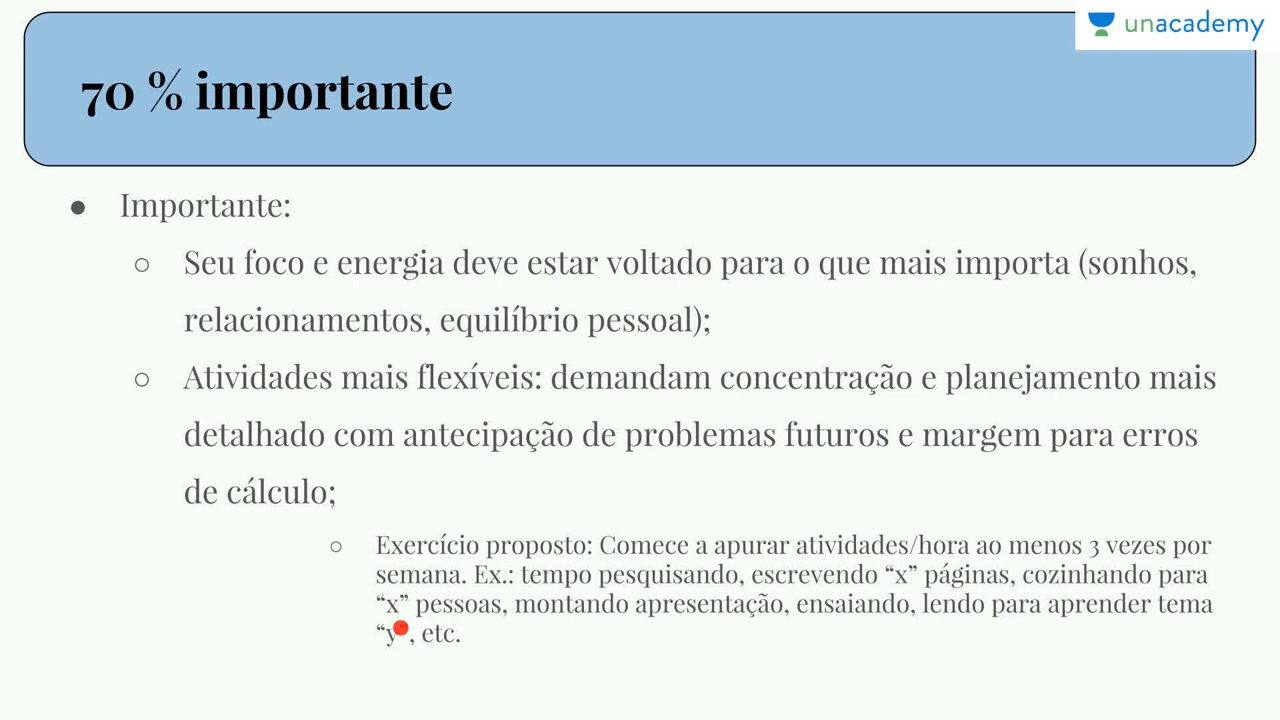 unacademy
70 % importante
● Importante:
○ Seu foco e energia deve estar voltado para o que mais importa (sonhos,
relacionamentos, equilíbrio pessoal);
○ Atividades mais flexíveis: demandam concentração e planejamento mais
detalhado com antecipação de problemas futuros e margem para erros
de cálculo;
○ Exercício proposto: Comece a apurar atividades/hora ao menos 3 vezes por
semana. Ex.: tempo pesquisando, escrevendo “x” páginas, cozinhando para
“x” pessoas, montando apresentação, ensaiando, lendo para aprender tema
“y”, etc.